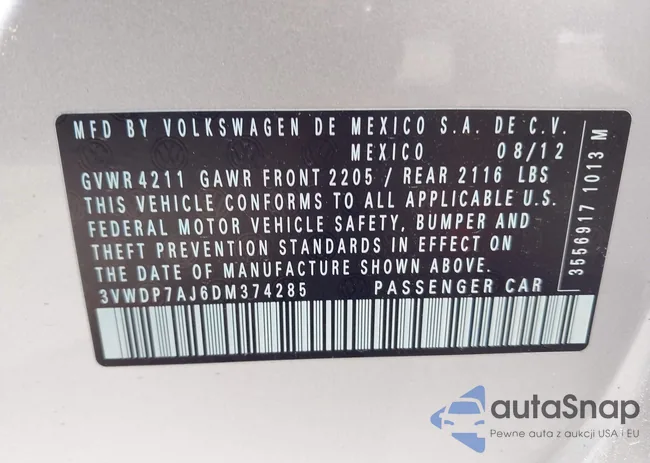 MFD BY VOLKSWAGEN DE MEXICO S.A. DE C.V.
MEXICO 08/12
GVWR 4211 GAWR FRONT 2205 / REAR 2116 LBS
THIS VEHICLE CONFORMS TO ALL APPLICABLE U.S.
FEDERAL MOTOR VEHICLE SAFETY, BUMPER AND
THEFT PREVENTION STANDARDS IN EFFECT ON
THE DATE OF MANUFACTURE SHOWN ABOVE.
3VWDP7AJ6DM374285 PASSENGER CAR
3556917 1013 M
autaSnap
Pewne auta z aukcji USA i EU